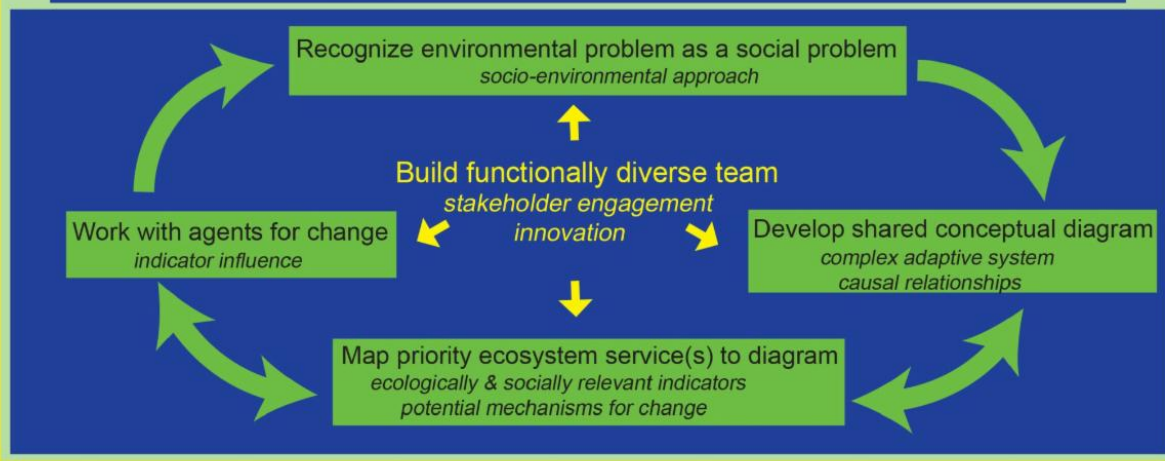 Recognize environmental problem as a social problem
socio-environmental approach
Build functionally diverse team
stakeholder engagement
innovation
Work with agents for change
indicator influence
Develop shared conceptual diagram
complex adaptive system
causal relationships
Map priority ecosystem service(s) to diagram
ecologically & socially relevant indicators
potential mechanisms for change